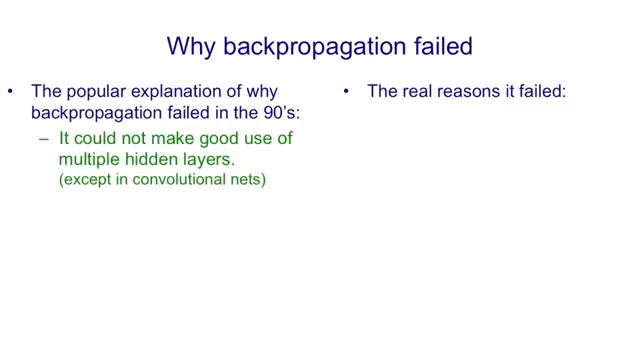 Why backpropagation failed
• The popular explanation of why
backpropagation failed in the 90's:
– It could not make good use of
multiple hidden layers.
(except in convolutional nets)
• The real reasons it failed: